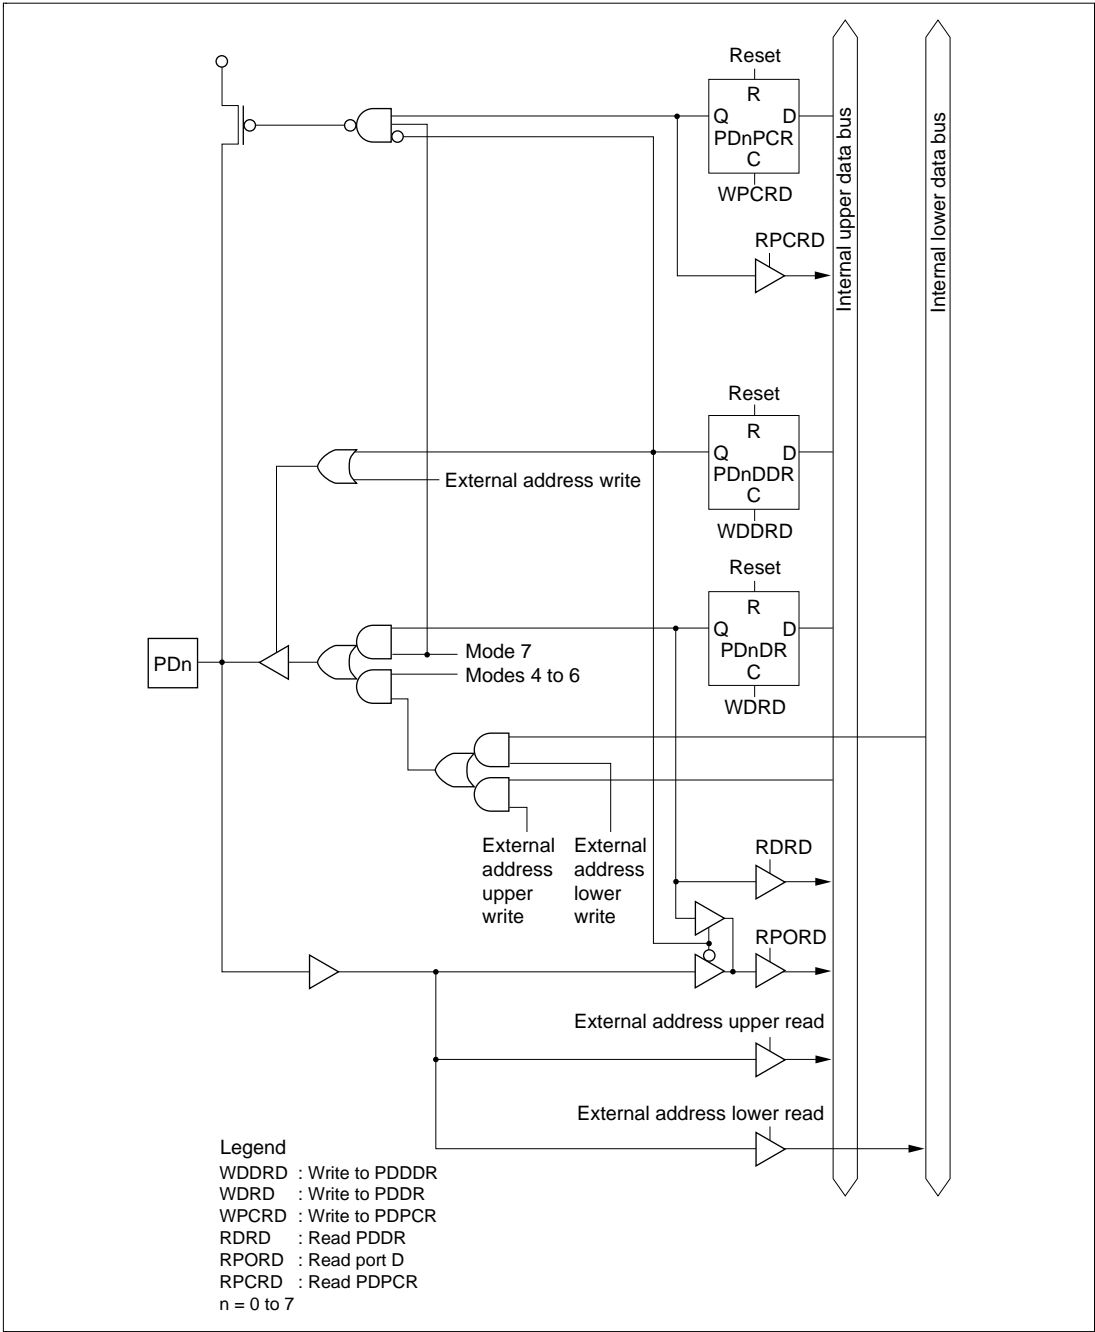 Reset
R
Q D
PDnPCR
C
WPCRD
RPCRD
Internal upper data bus
Internal lower data bus
Reset
R
Q D
PDnDDR
C
WDDRD
External address write
Reset
R
Q D
PDnDR
C
WDRD
PDn
Mode 7
Modes 4 to 6
External
address
upper
write
External
address
lower
write
RDRD
RPORD
External address upper read
External address lower read
Legend
WDDRD : Write to PDDDR
WDRD : Write to PDDR
WPCRD : Write to PDPCR
RDRD : Read PDDR
RPORD : Read port D
RPCRD : Read PDPCR
n = 0 to 7